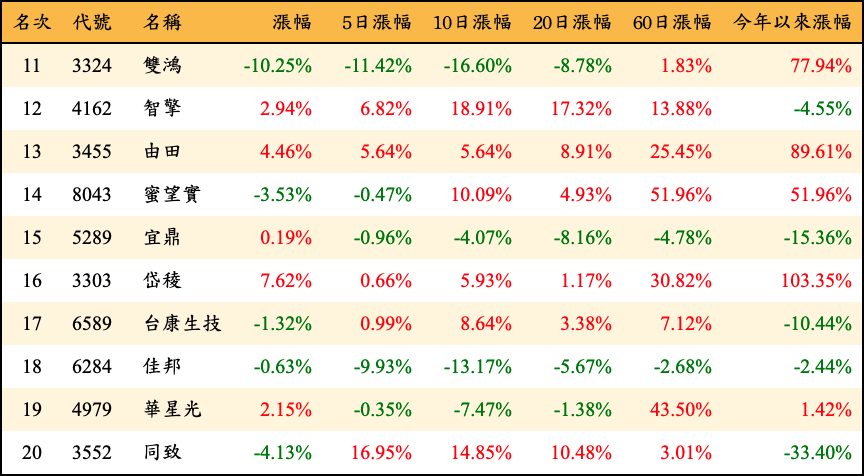 名次 代號 名稱 漲幅 5日漲幅 10日漲幅 20日漲幅 60日漲幅 今年以來漲幅
11 3324 雙鴻 -10.25% -11.42% -16.60% -8.78% 1.83% 77.94%
12 4162 智擎 2.94% 6.82% 18.91% 17.32% 13.88% -4.55%
13 3455 由田 4.46% 5.64% 5.64% 8.91% 25.45% 89.61%
14 8043 蜜望實 -3.53% -0.47% 10.09% 4.93% 51.96% 51.96%
15 5289 宜鼎 0.19% -0.96% -4.07% -8.16% -4.78% -15.36%
16 3303 岱稜 7.62% 0.66% 5.93% 1.17% 30.82% 103.35%
17 6589 台康生技 -1.32% 0.99% 8.64% 3.38% 7.12% -10.44%
18 6284 佳邦 -0.63% -9.93% -13.17% -5.67% -2.68% -2.44%
19 4979 華星光 2.15% -0.35% -7.47% -1.38% 43.50% 1.42%
20 3552 同致 -4.13% 16.95% 14.85% 10.48% 3.01% -33.40%